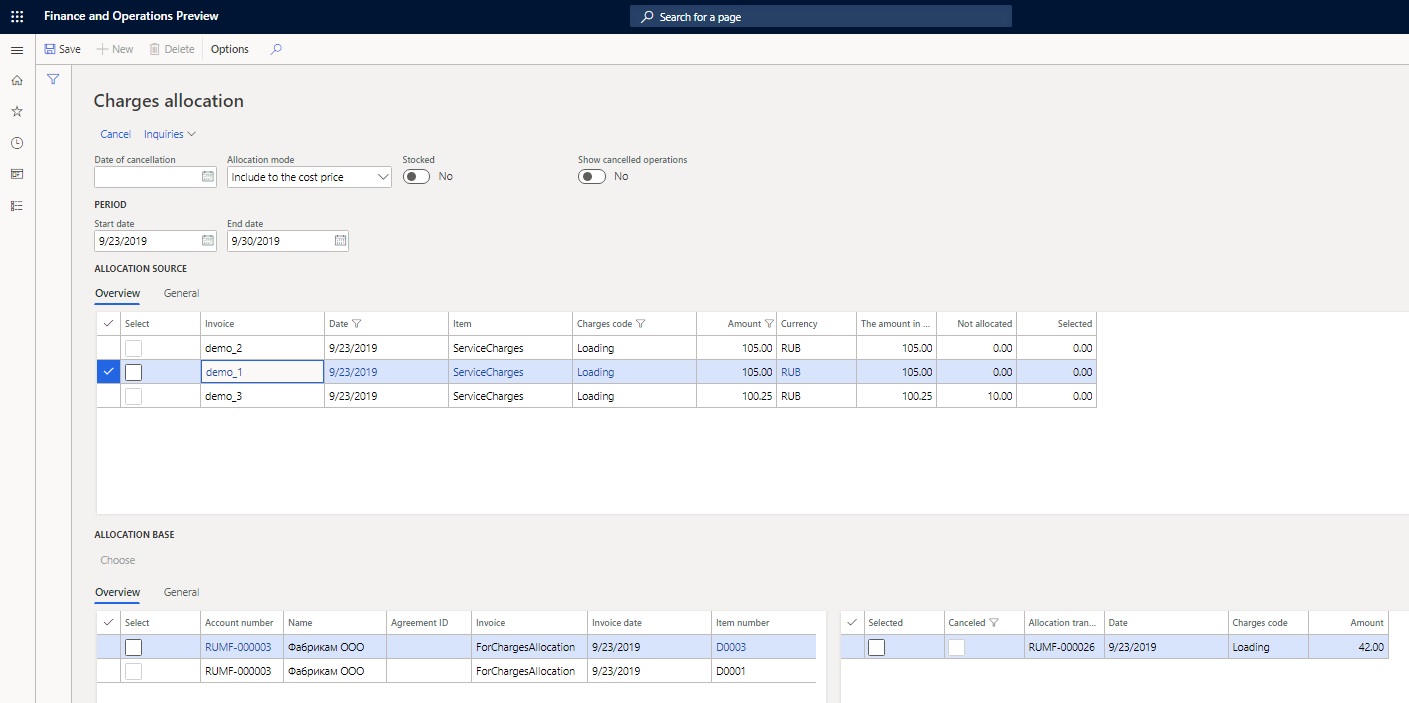 Finance and Operations Preview Search for a page
Save New Delete Options
Charges allocation
Cancel Inquiries
Date of cancellation Allocation mode Stocked Show cancelled operations
Include to the cost price No No
PERIOD
Start date End date
9/23/2019 9/30/2019
ALLOCATION SOURCE
Overview General
Select Invoice Date Item Charges code Amount Currency The amount in ... Not allocated Selected
demo_2 9/23/2019 ServiceCharges Loading 105.00 RUB 105.00 0.00 0.00
demo_1 9/23/2019 ServiceCharges Loading 105.00 RUB 105.00 0.00 0.00
demo_3 9/23/2019 ServiceCharges Loading 100.25 RUB 100.25 10.00 0.00
ALLOCATION BASE
Choose
Overview General
Select Account number Name Agreement ID Invoice Invoice date Item number Selected Canceled Allocation tran... Date Charges code Amount
RUMF-000003 Фабрикам ООО ForChargesAllocation 9/23/2019 D0003 RUMF-000026 9/23/2019 Loading 42.00
RUMF-000003 Фабрикам ООО ForChargesAllocation 9/23/2019 D0001